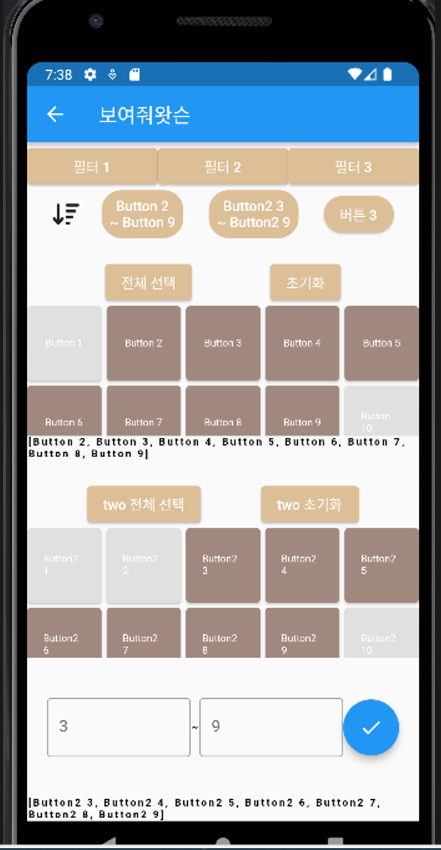 7:38
보여줘왓슨
필터 1 필터 2 필터 3
Button 2
~ Button 9
Button2 3
~ Button2 9
버튼 3
전체 선택 초기화
Button 1 Button 2 Button 3 Button 4 Button 5
Button 6 Button 7 Button 8 Button 9 Button
10
[Button 2, Button 3, Button 4, Button 5, Button 6, Button 7,
Button 8, Button 9]
two 전체 선택 two 초기화
Button2
1
Button2
2
Button2
3
Button2
4
Button2
5
Button2
6
Button2
7
Button2
8
Button2
9
Button2
10
3 ~ 9
[Button2 3, Button2 4, Button2 5, Button2 6, Button2 7,
Button2 8, Button2 9]